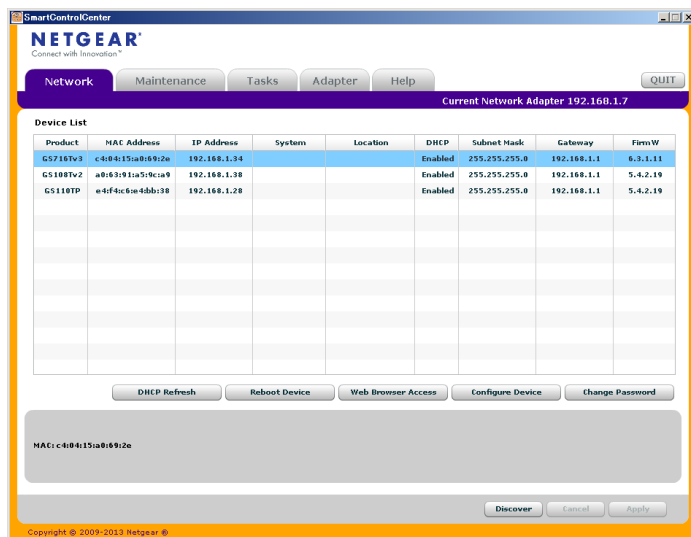 SmartControlCenter
NETGEAR®
Connect with Innovation™
Network Maintenance Tasks Adapter Help QUIT
Current Network Adapter 192.168.1.7
Device List
Product MAC Address IP Address System Location DHCP Subnet Mask Gateway FirmW
GS716Tv3 c4:04:15:a0:69:2e 192.168.1.34 Enabled 255.255.255.0 192.168.1.1 6.3.1.11
GS108Tv2 a0:63:91:a5:9c:a9 192.168.1.38 Enabled 255.255.255.0 192.168.1.1 5.4.2.19
GS110TP e4:f4:c6:e4:bb:38 192.168.1.28 Enabled 255.255.255.0 192.168.1.1 5.4.2.19
DHCP Refresh Reboot Device Web Browser Access Configure Device Change Password
MAC: c4:04:15:a0:69:2e
Discover Cancel Apply
Copyright © 2009-2013 Netgear ®